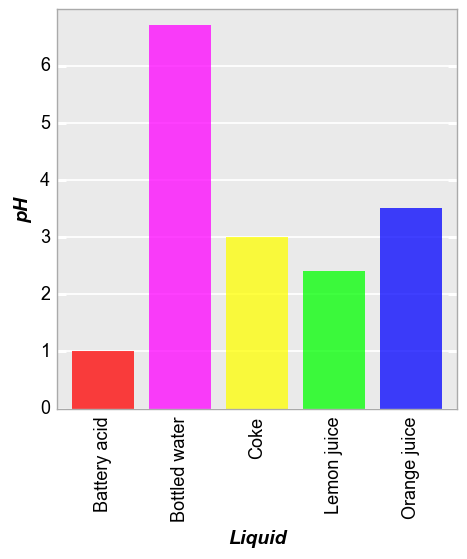 pH
6
5
4
3
2
1
0
Battery acid
Bottled water
Coke
Lemon juice
Orange juice
Liquid